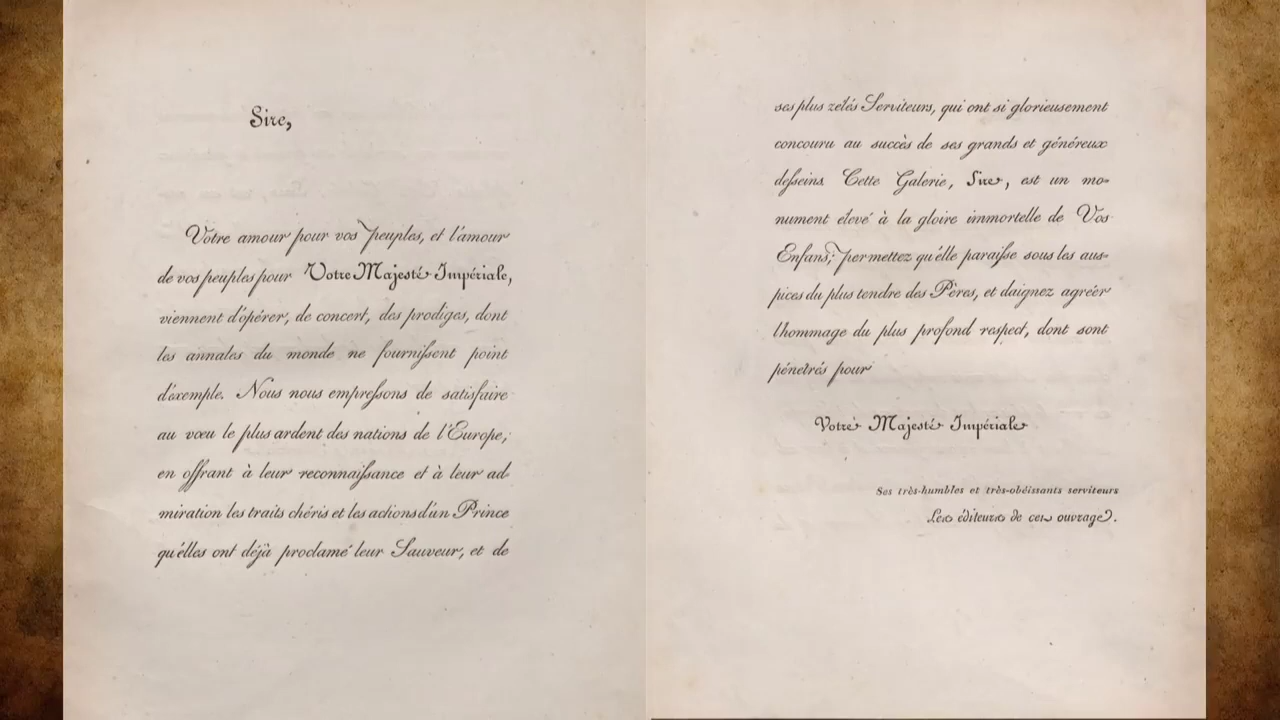 Sire,
Votre amour pour vos peuples, et l'amour
de vos peuples pour Votre Majesté Impériale,
viennent d'opérer, de concert, des prodiges, dont
les annales du monde ne fourniſsent point
d'exemple. Nous nous empreſsons de satisfaire
au vœu le plus ardent des nations de l'Europe,
en offrant à leur reconnaiſsance et à leur ad-
miration les traits chéris et les actions d'un Prince
qu'elles ont déjà proclamé leur Sauveur, et de
ses plus zélés Serviteurs, qui ont si glorieusement
concouru au succès de ses grands et généreux
deſseins. Cette Galerie, Sire, est un mo-
nument élevé à la gloire immortelle de Vos
Enfans; permettez qu'elle paraiſse sous les aus-
pices du plus tendre des Pères, et daignez agréer
l'hommage du plus profond respect, dont sont
pénétrés pour
Votre Majesté Impériale
Ses très-humbles et très-obéissants serviteurs
Les éditeurs de cet ouvrage.